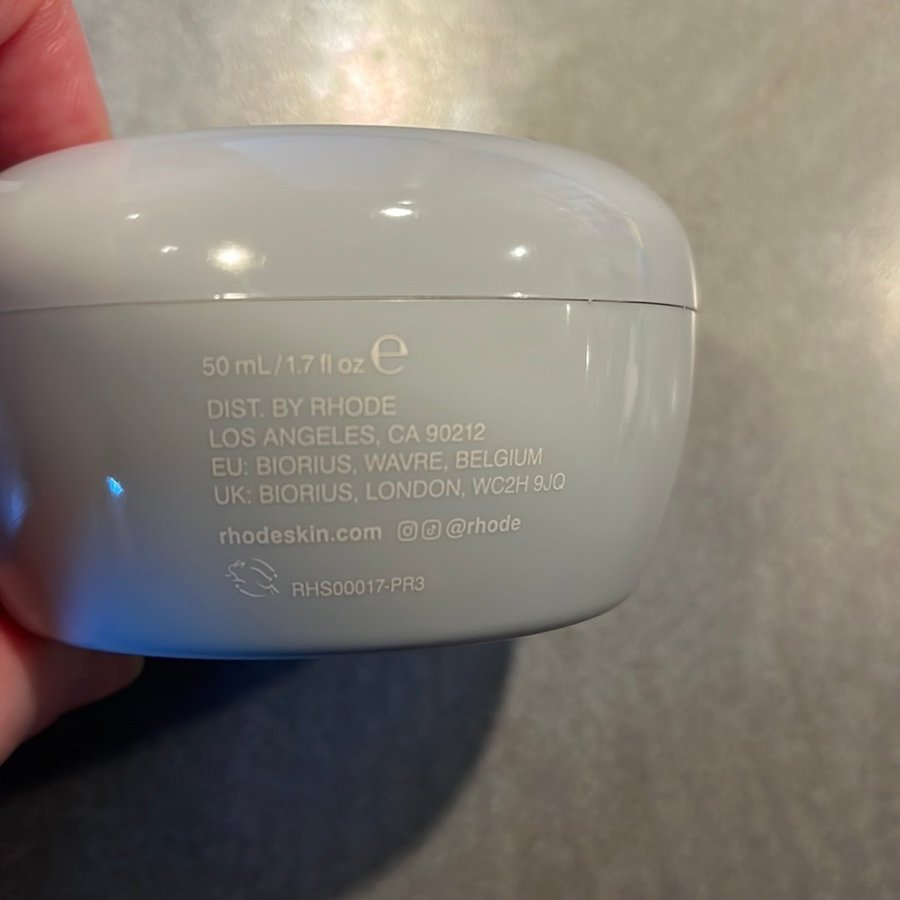 50 mL/1.7 fl oz e
DIST. BY RHODE
LOS ANGELES, CA 90212
EU: BIORIUS, WAVRE, BELGIUM
UK: BIORIUS, LONDON, WC2H 9JQ
rhodeskin.com @rhode
RHS00017-PR3